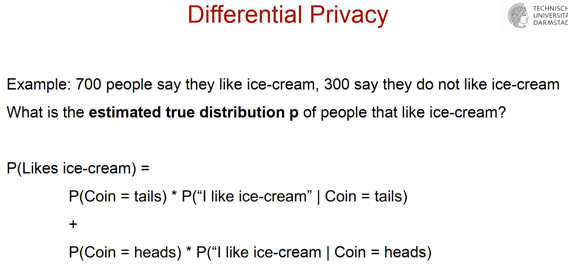 Differential Privacy
TECHNISCH
UNIVERSITA
DARMSTAD
Example: 700 people say they like ice-cream, 300 say they do not like ice-cream
What is the estimated true distribution p of people that like ice-cream?
P(Likes ice-cream) =
P(Coin = tails) * P("I like ice-cream" | Coin = tails)
+
P(Coin = heads) * P("I like ice-cream | Coin = heads)